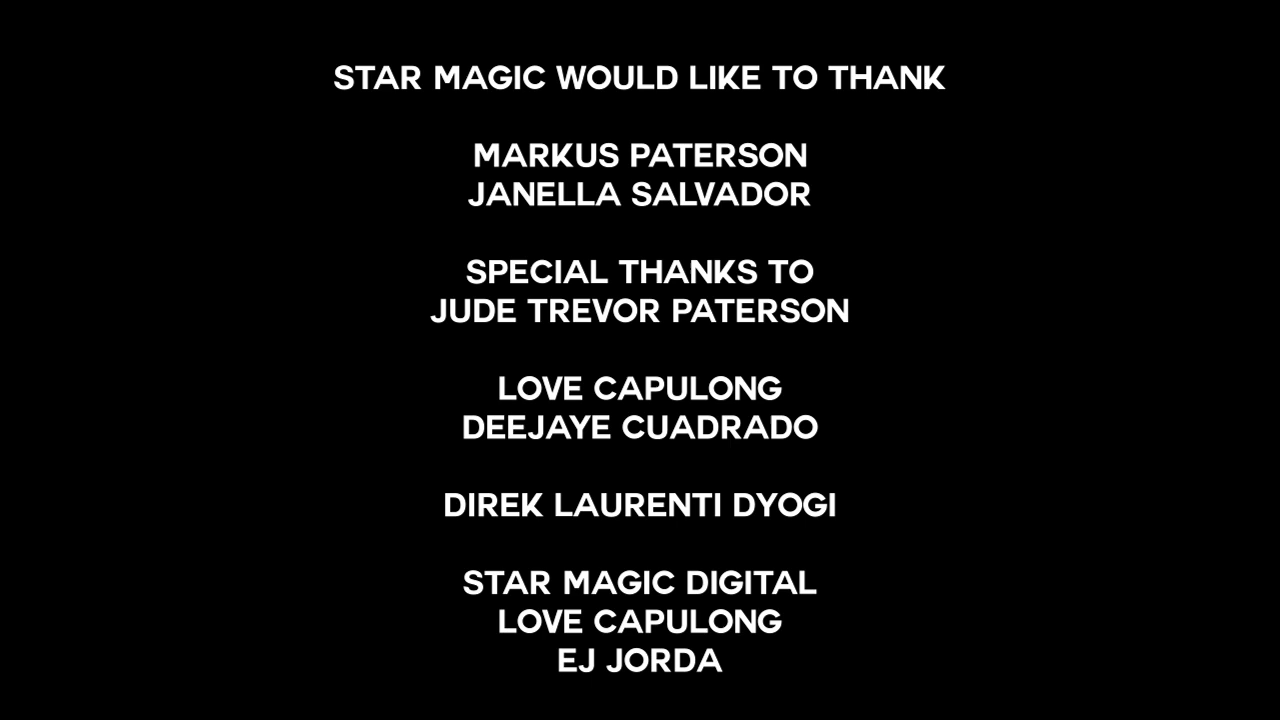 STAR MAGIC WOULD LIKE TO THANK
MARKUS PATERSON
JANELLA SALVADOR
SPECIAL THANKS TO
JUDE TREVOR PATERSON
LOVE CAPULONG
DEEJAYE CUADRADO
DIREK LAURENTI DYOGI
STAR MAGIC DIGITAL
LOVE CAPULONG
EJ JORDA